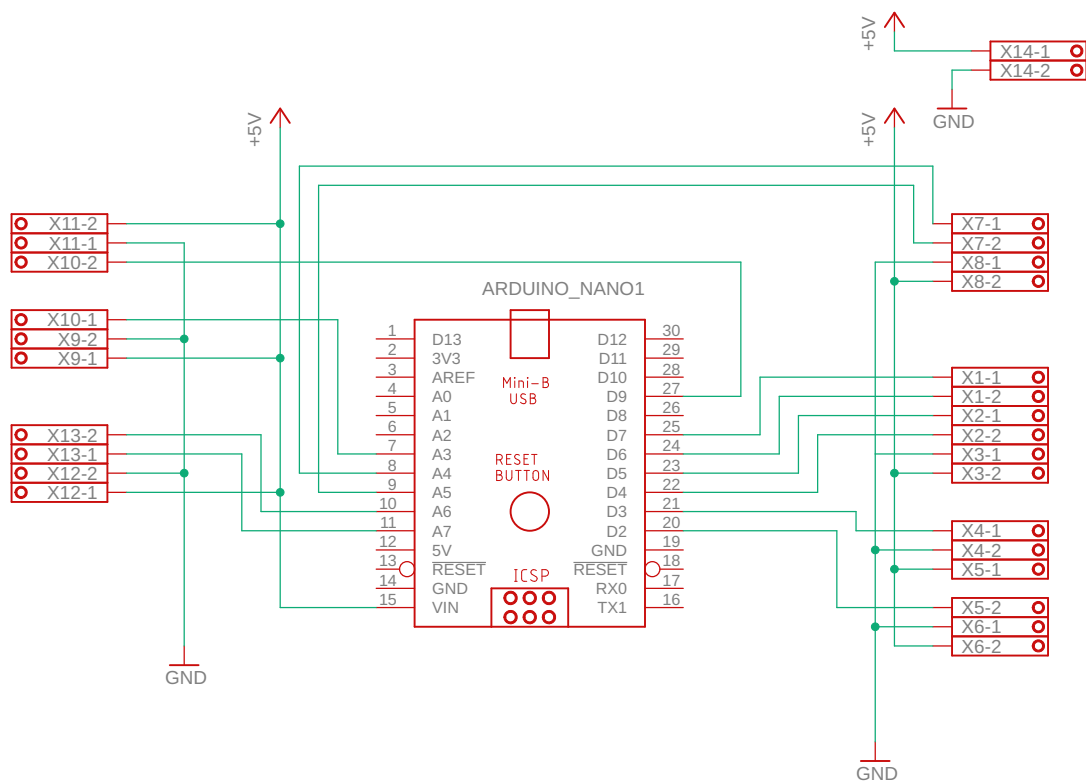 +5V
X14-1
X14-2
GND
+5V
+5V
X11-2
X11-1
X10-2
X7-1
X7-2
X8-1
X8-2
ARDUINO_NANO1
X10-1
X9-2
X9-1
X13-2
X13-1
X12-2
X12-1
1 D13
2 3V3
3 AREF
4 A0
5 A1
6 A2
7 A3
8 A4
9 A5
10 A6
11 A7
12 5V
13 RESET
14 GND
15 VIN
Mini-B
USB
RESET
BUTTON
ICSP
D12 30
D11 29
D10 28
D9 27
D8 26
D7 25
D6 24
D5 23
D4 22
D3 21
D2 20
GND 19
RESET 18
RX0 17
TX1 16
X1-1
X1-2
X2-1
X2-2
X3-1
X3-2
X4-1
X4-2
X5-1
X5-2
X6-1
X6-2
GND
GND